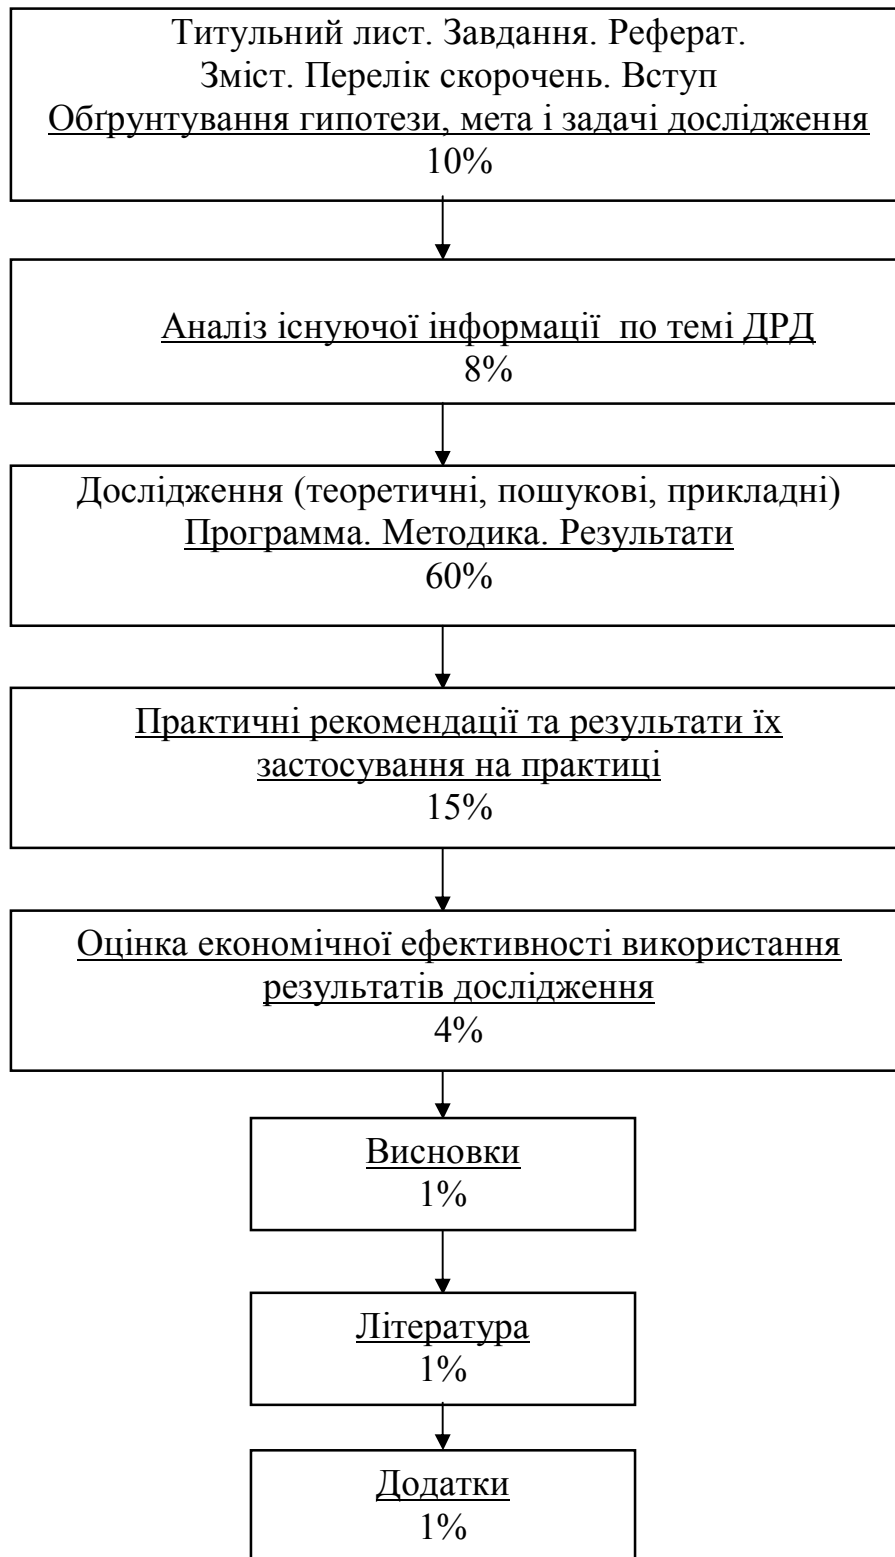 Титульний лист. Завдання. Реферат.
Зміст. Перелік скорочень. Вступ
Обґрунтування гипотези, мета і задачі дослідження
10%
Аналіз існуючої інформації по темі ДРД
8%
Дослідження (теоретичні, пошукові, прикладні)
Программа. Методика. Результати
60%
Практичні рекомендації та результати їх
застосування на практиці
15%
Оцінка економічної ефективності використання
результатів дослідження
4%
Висновки
1%
Література
1%
Додатки
1%